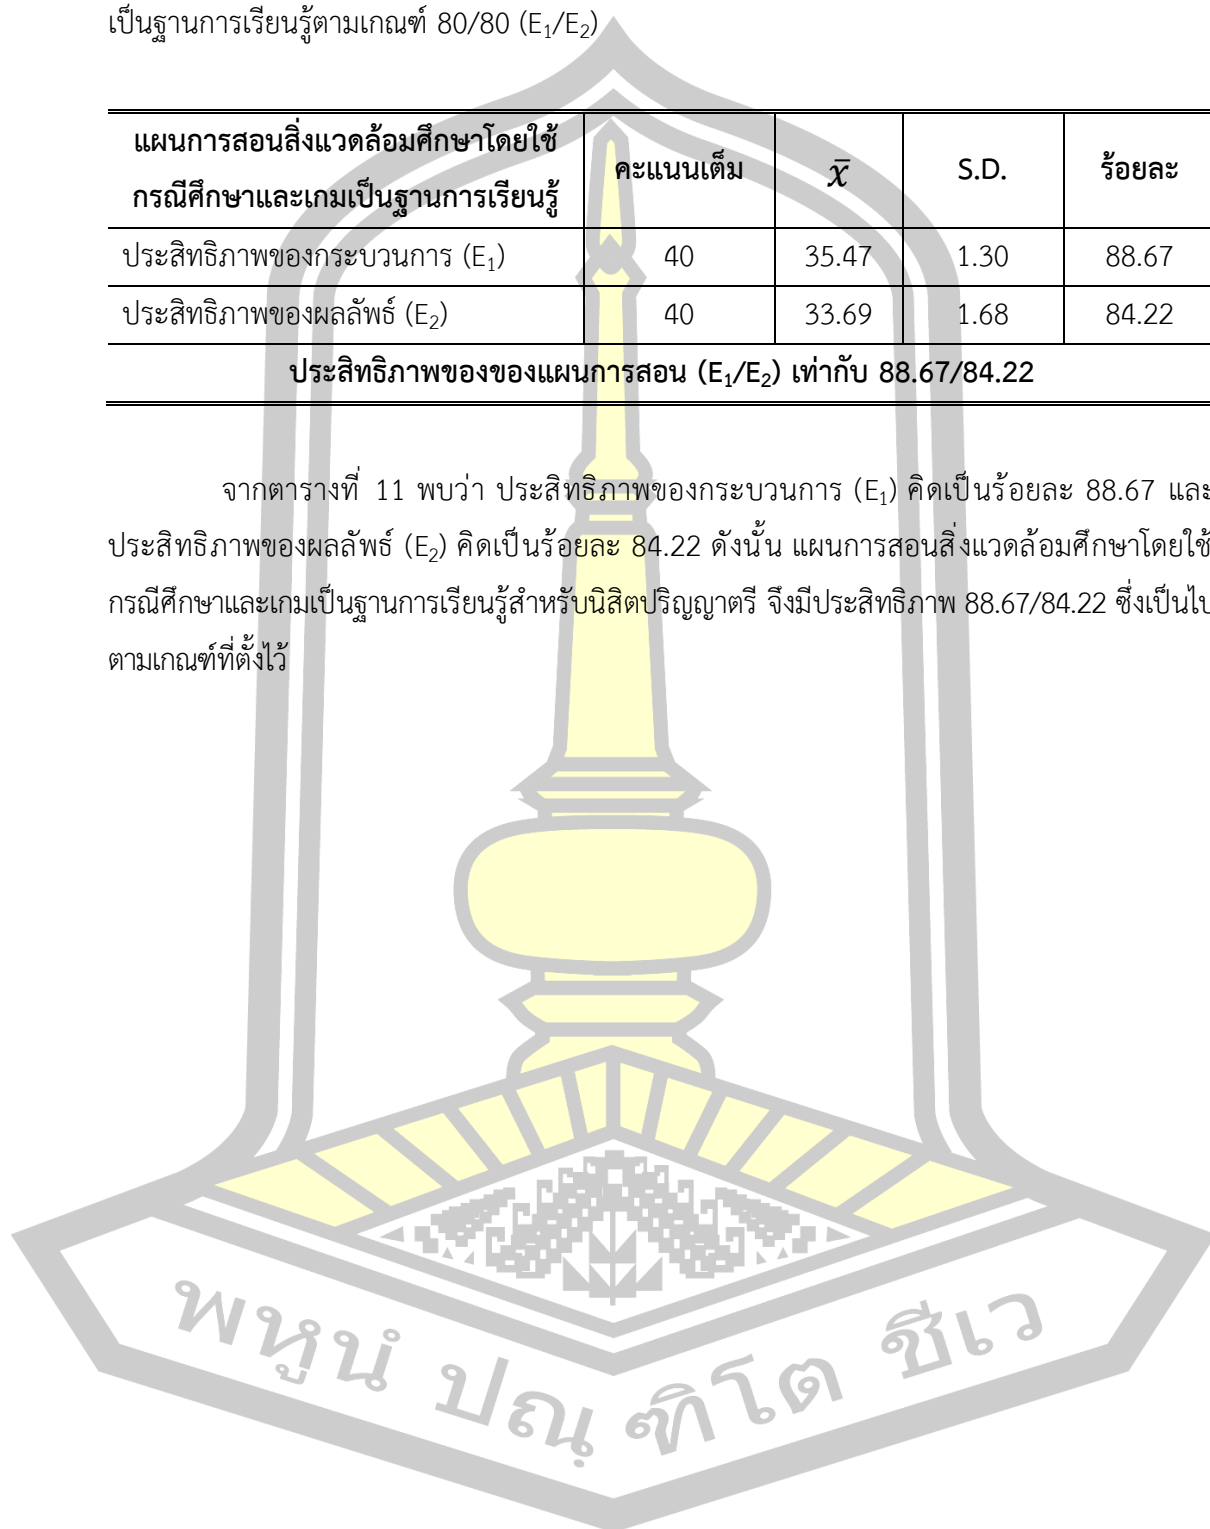 เป็นฐานการเรียนรู้ตามเกณฑ์ 80/80 (E₁/E₂)
แผนการสอนสิ่งแวดล้อมศึกษาโดยใช้
กรณีศึกษาและเกมเป็นฐานการเรียนรู้ คะแนนเต็ม x̄ S.D. ร้อยละ
ประสิทธิภาพของกระบวนการ (E₁) 40 35.47 1.30 88.67
ประสิทธิภาพของผลลัพธ์ (E₂) 40 33.69 1.68 84.22
ประสิทธิภาพของของแผนการสอน (E₁/E₂) เท่ากับ 88.67/84.22
จากตารางที่ 11 พบว่า ประสิทธิภาพของกระบวนการ (E₁) คิดเป็นร้อยละ 88.67 และ
ประสิทธิภาพของผลลัพธ์ (E₂) คิดเป็นร้อยละ 84.22 ดังนั้น แผนการสอนสิ่งแวดล้อมศึกษาโดยใช้
กรณีศึกษาและเกมเป็นฐานการเรียนรู้สำหรับนิสิตปริญญาตรี จึงมีประสิทธิภาพ 88.67/84.22 ซึ่งเป็นไป
ตามเกณฑ์ที่ตั้งไว้
พหูนํ ปณฺ ฑิโต ชีเว